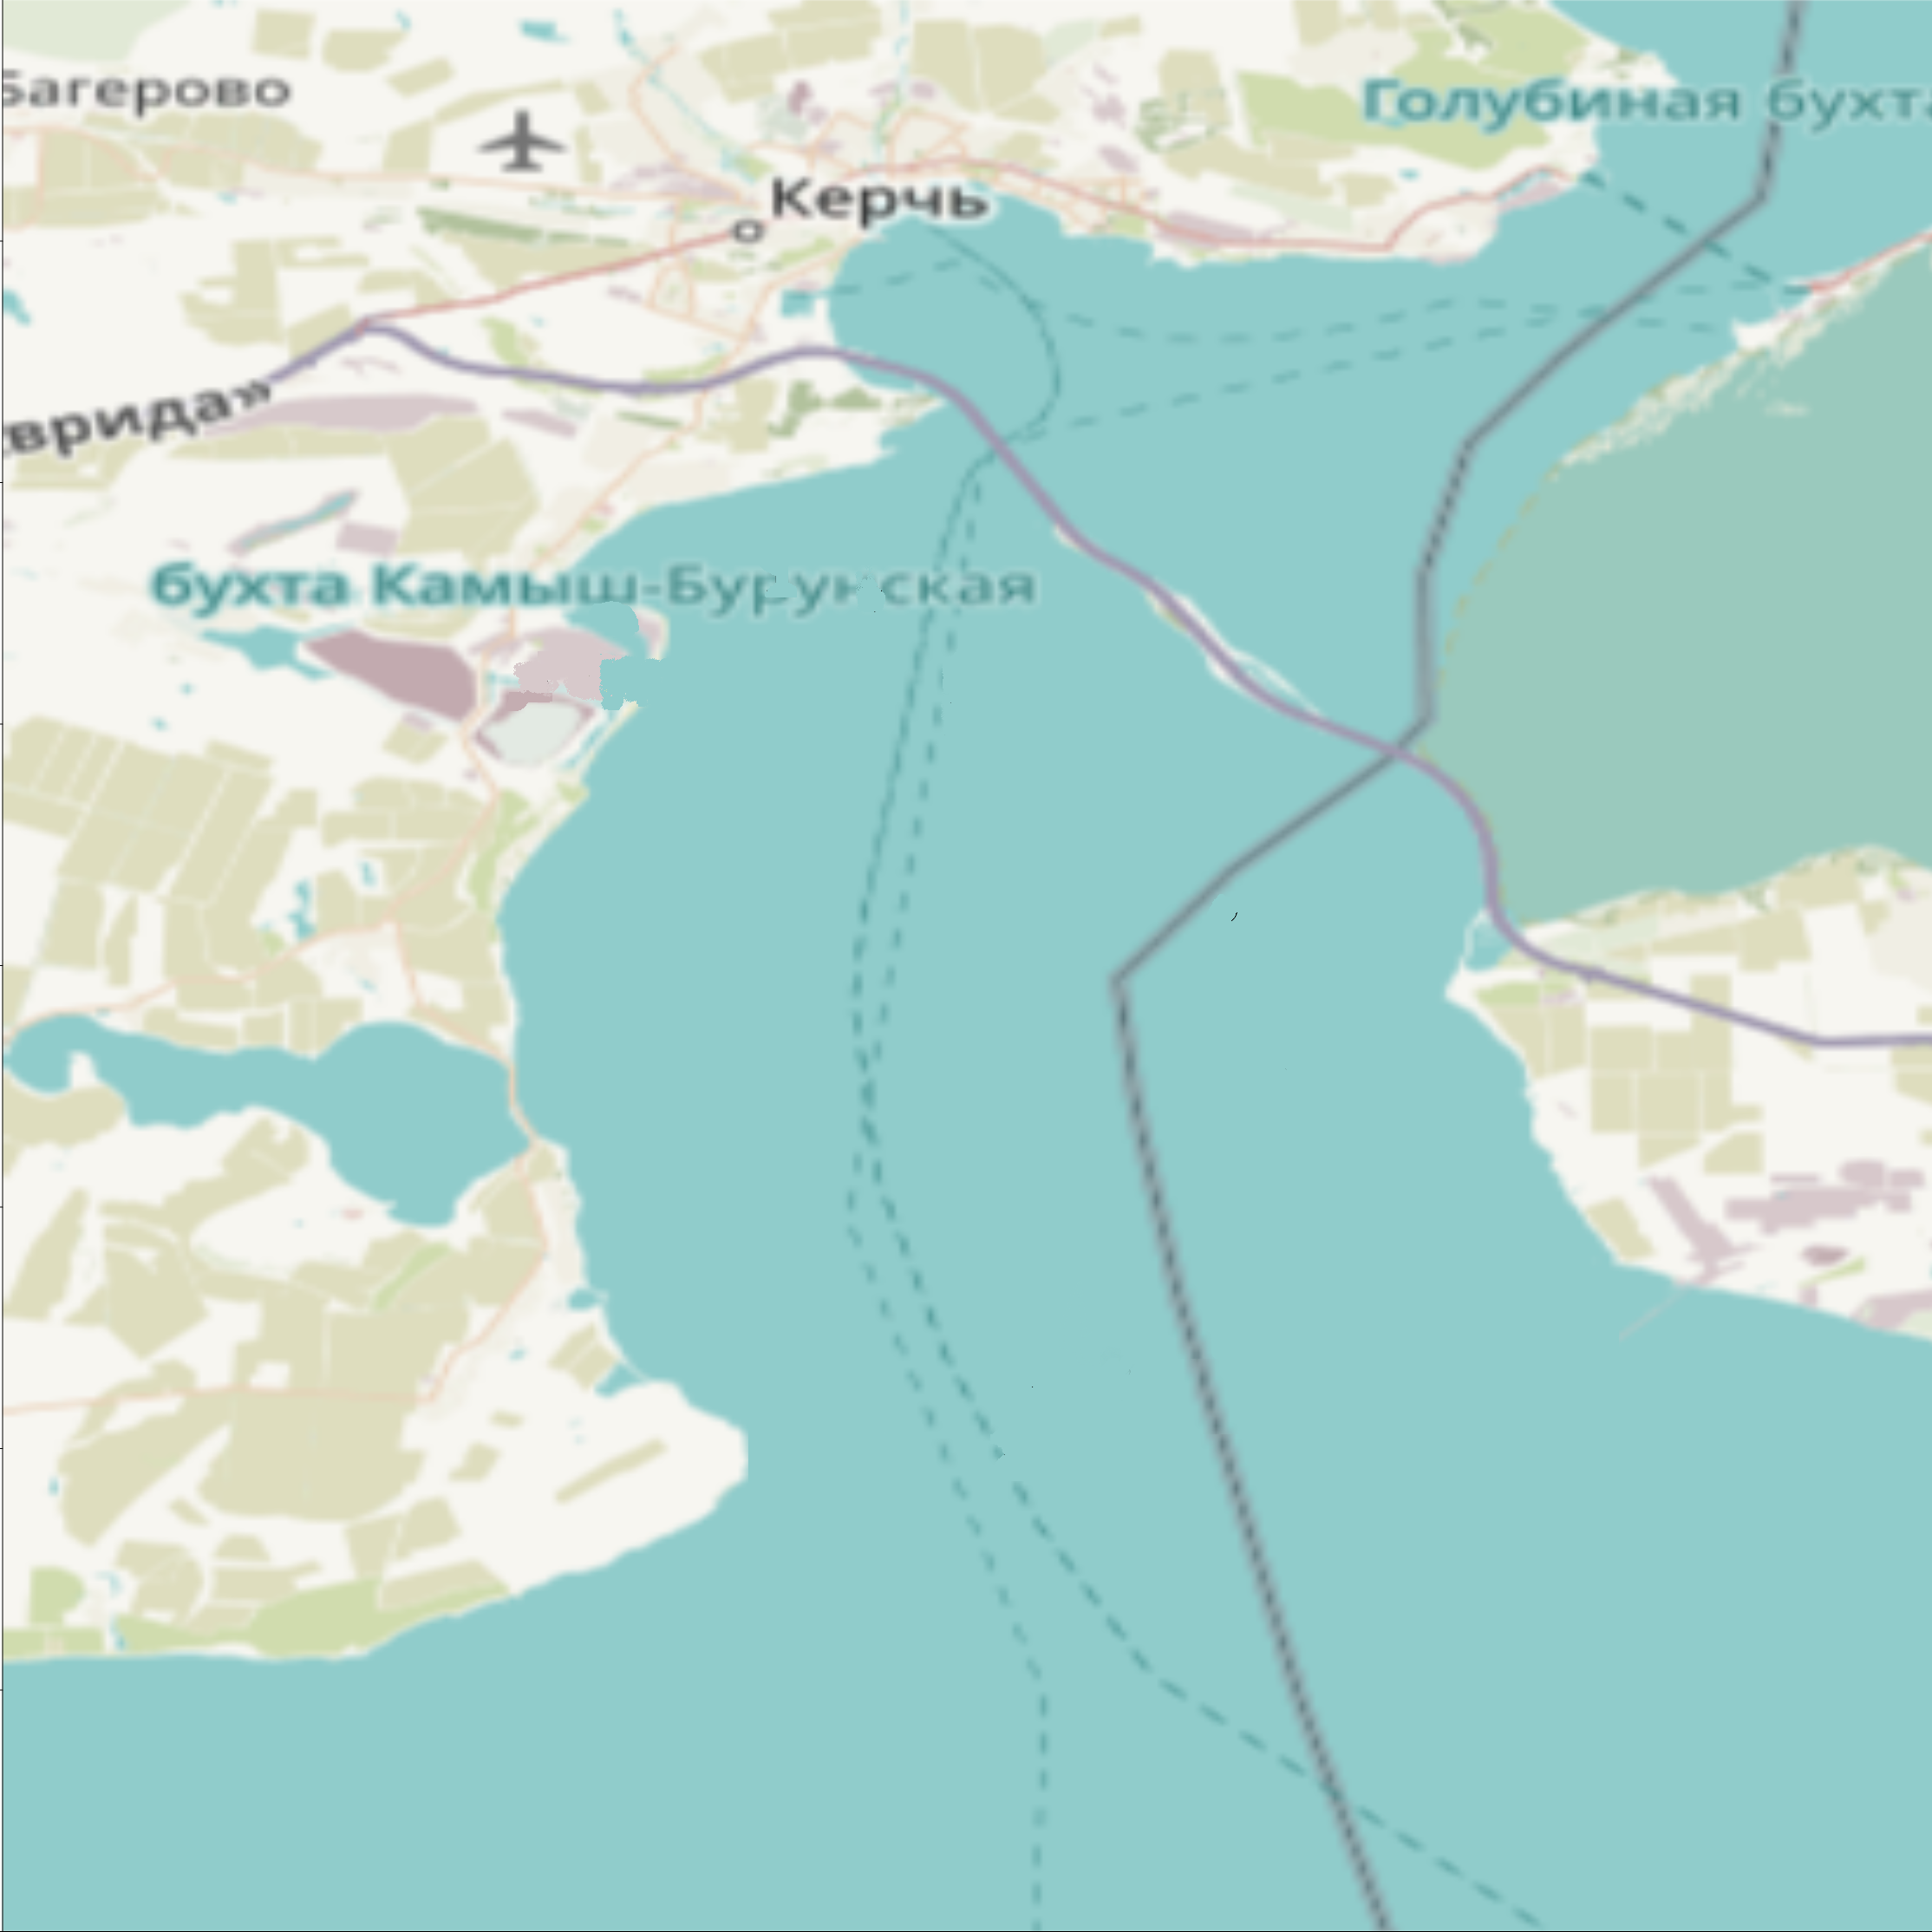 Багерово
Голубиная бухта
Керчь
врида»
бухта Камыш-Бурунская